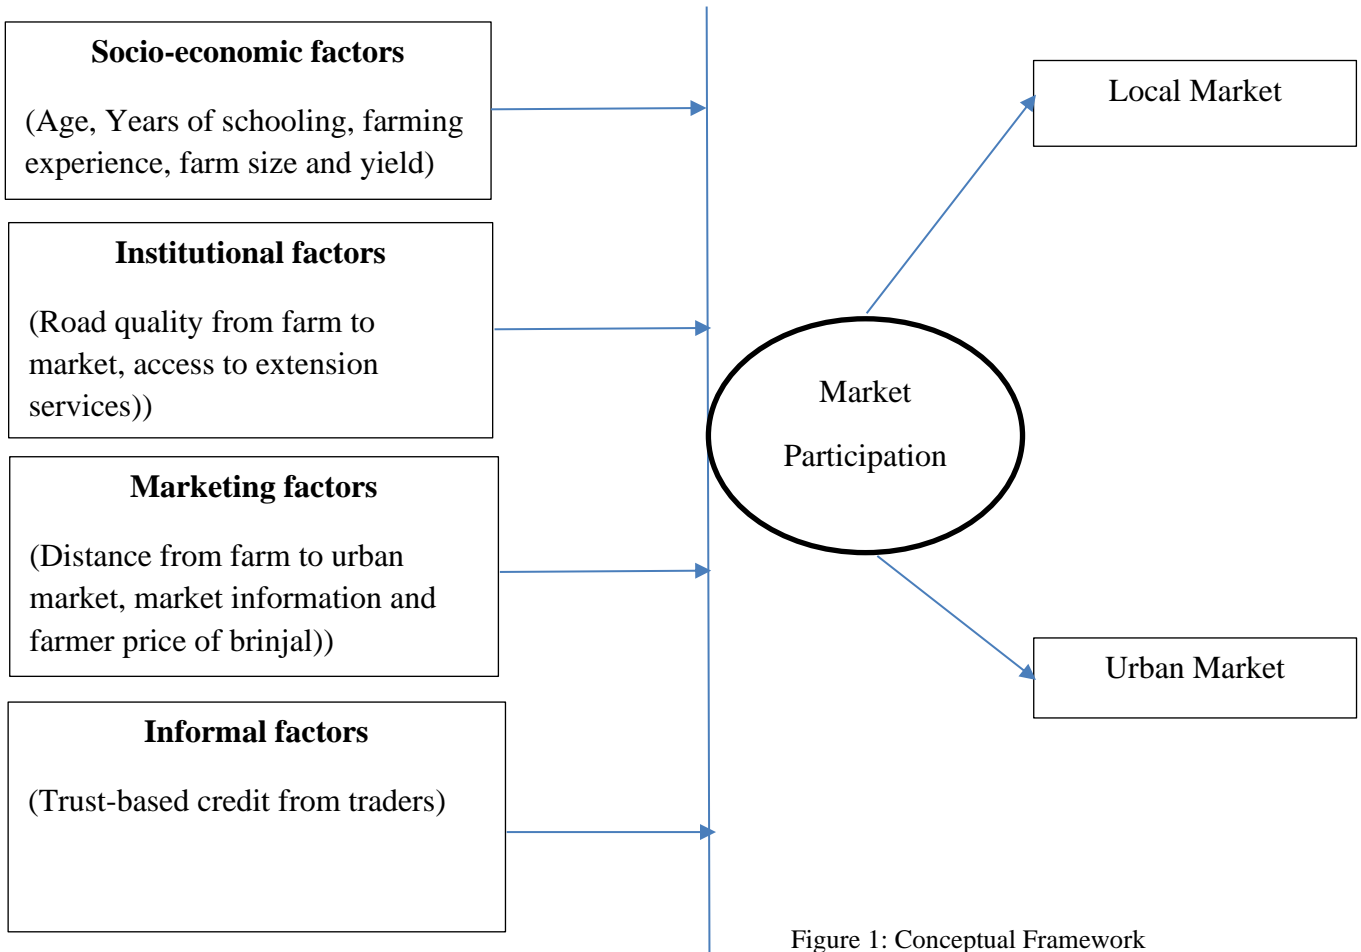 Socio-economic factors
(Age, Years of schooling, farming
experience, farm size and yield)
Institutional factors
(Road quality from farm to
market, access to extension
services))
Marketing factors
(Distance from farm to urban
market, market information and
farmer price of brinjal))
Informal factors
(Trust-based credit from traders)
Market
Participation
Local Market
Urban Market
Figure 1: Conceptual Framework